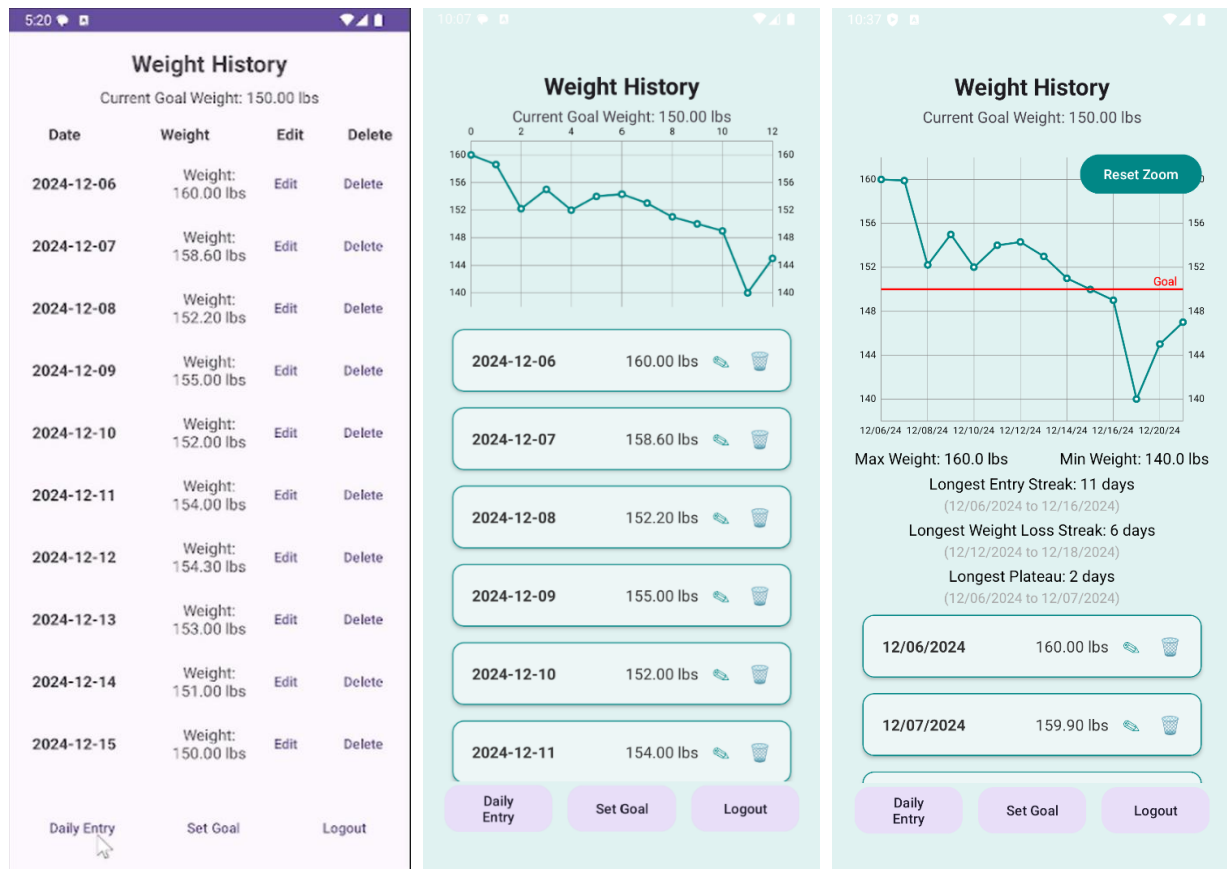 5:20
Weight History
Current Goal Weight: 150.00 lbs
Date Weight Edit Delete
2024-12-06 Weight: 160.00 lbs Edit Delete
2024-12-07 Weight: 158.60 lbs Edit Delete
2024-12-08 Weight: 152.20 lbs Edit Delete
2024-12-09 Weight: 155.00 lbs Edit Delete
2024-12-10 Weight: 152.00 lbs Edit Delete
2024-12-11 Weight: 154.00 lbs Edit Delete
2024-12-12 Weight: 154.30 lbs Edit Delete
2024-12-13 Weight: 153.00 lbs Edit Delete
2024-12-14 Weight: 151.00 lbs Edit Delete
2024-12-15 Weight: 150.00 lbs Edit Delete
Daily Entry Set Goal Logout
10:07
Weight History
Current Goal Weight: 150.00 lbs
0 2 4 6 8 10 12
160 160
156 156
152 152
148 148
144 144
140 140
2024-12-06 160.00 lbs
2024-12-07 158.60 lbs
2024-12-08 152.20 lbs
2024-12-09 155.00 lbs
2024-12-10 152.00 lbs
2024-12-11 154.00 lbs
Daily Entry Set Goal Logout
10:37
Weight History
Current Goal Weight: 150.00 lbs
Reset Zoom
160
156 156
152 152
Goal
148 148
144 144
140 140
12/06/24 12/08/24 12/10/24 12/12/24 12/14/24 12/16/24 12/20/24
Max Weight: 160.0 lbs Min Weight: 140.0 lbs
Longest Entry Streak: 11 days
(12/06/2024 to 12/16/2024)
Longest Weight Loss Streak: 6 days
(12/12/2024 to 12/18/2024)
Longest Plateau: 2 days
(12/06/2024 to 12/07/2024)
12/06/2024 160.00 lbs
12/07/2024 159.90 lbs
Daily Entry Set Goal Logout